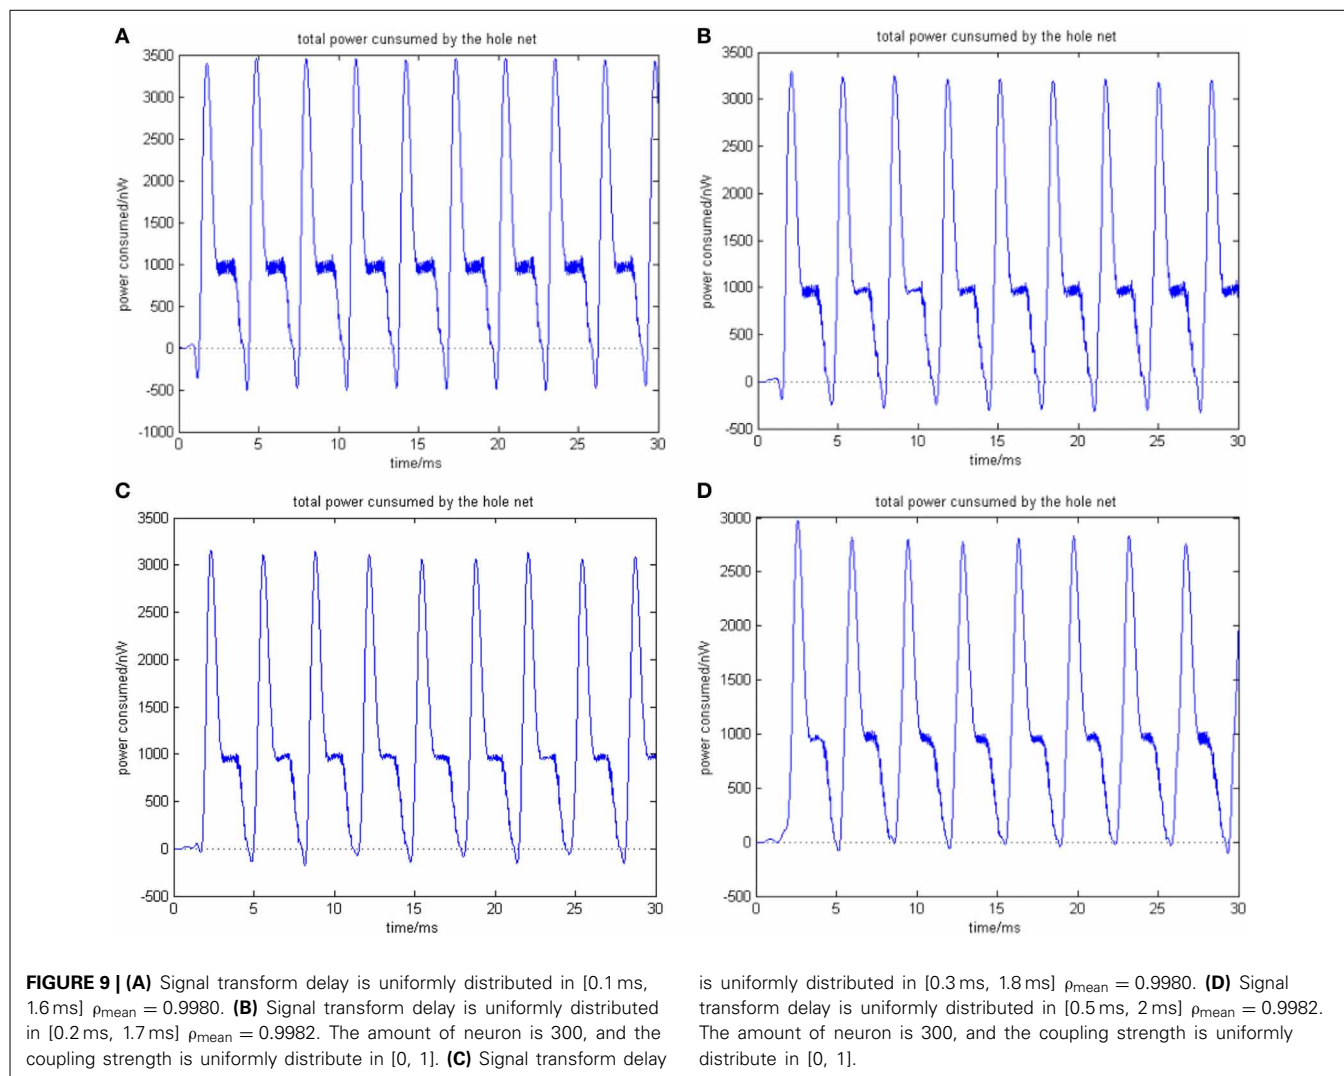 A
total power cunsumed by the hole net
3500
3000
2500
2000
1500
1000
500
0
-500
-1000
power consumed/nW
0 5 10 15 20 25 30
time/ms
B
total power cunsumed by the hole net
3500
3000
2500
2000
1500
1000
500
0
-500
power consumed/nW
0 5 10 15 20 25 30
time/ms
C
total power cunsumed by the hole net
3500
3000
2500
2000
1500
1000
500
0
-500
power consumed/nW
0 5 10 15 20 25 30
time/ms
D
total power cunsumed by the hole net
3000
2500
2000
1500
1000
500
0
-500
power consumed/nW
0 5 10 15 20 25 30
time/ms
FIGURE 9 | (A) Signal transform delay is uniformly distributed in [0.1 ms,
1.6 ms] ρmean = 0.9980. (B) Signal transform delay is uniformly distributed
in [0.2 ms, 1.7 ms] ρmean = 0.9982. The amount of neuron is 300, and the
coupling strength is uniformly distribute in [0, 1]. (C) Signal transform delay
is uniformly distributed in [0.3 ms, 1.8 ms] ρmean = 0.9980. (D) Signal
transform delay is uniformly distributed in [0.5 ms, 2 ms] ρmean = 0.9982.
The amount of neuron is 300, and the coupling strength is uniformly
distribute in [0, 1].